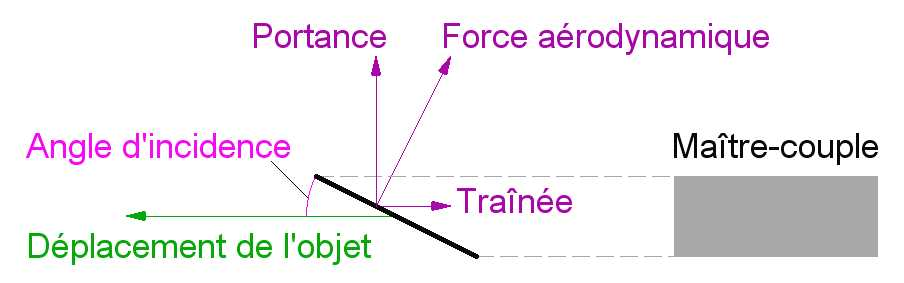 Portance
Force aérodynamique
Angle d'incidence
Maître-couple
Traînée
Déplacement de l'objet